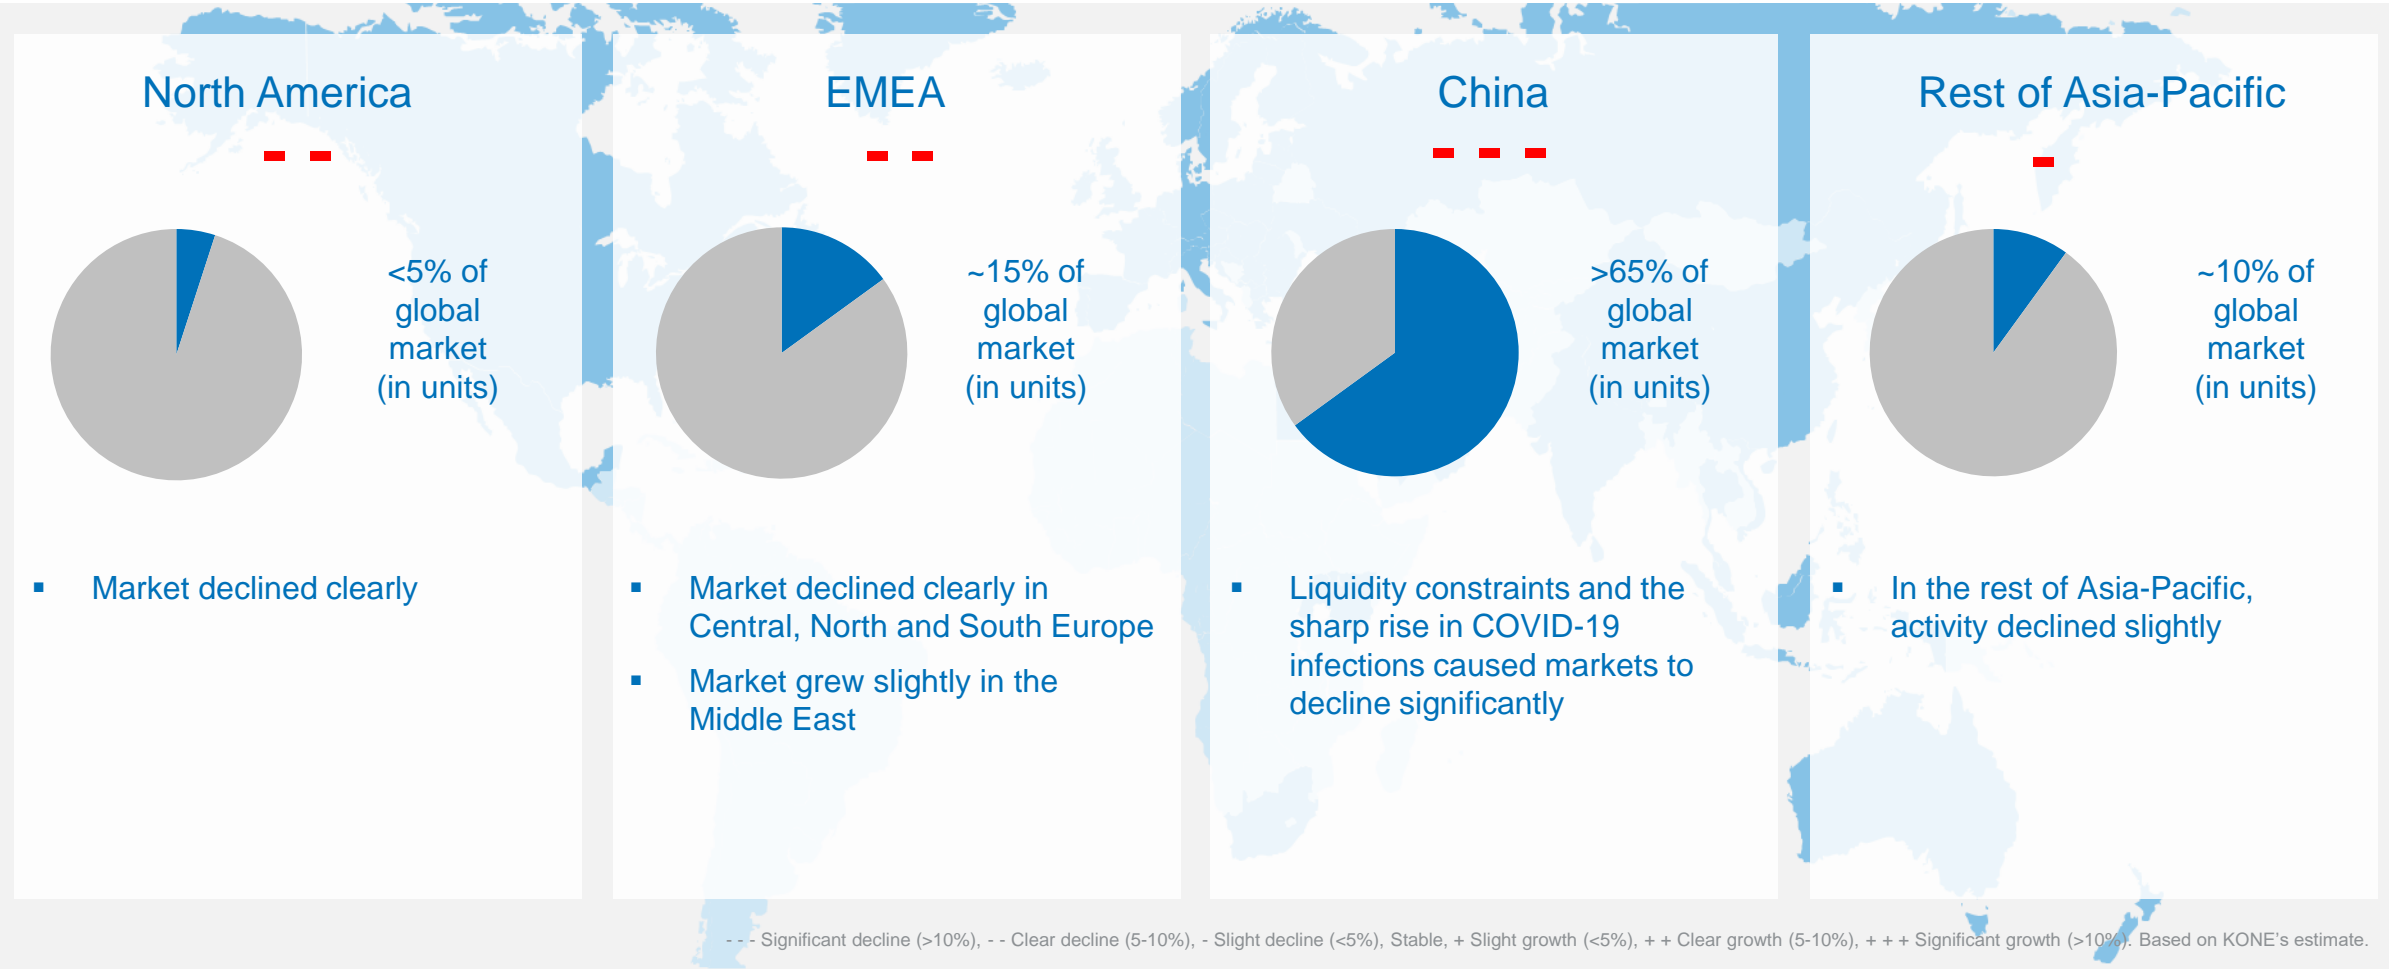 North America
- -
<5% of
global
market
(in units)
▪ Market declined clearly
EMEA
- -
~15% of
global
market
(in units)
▪ Market declined clearly in
Central, North and South Europe
▪ Market grew slightly in the
Middle East
China
- - -
>65% of
global
market
(in units)
▪ Liquidity constraints and the
sharp rise in COVID-19
infections caused markets to
decline significantly
Rest of Asia-Pacific
-
~10% of
global
market
(in units)
▪ In the rest of Asia-Pacific,
activity declined slightly
- - - Significant decline (>10%), - - Clear decline (5-10%), - Slight decline (<5%), Stable, + Slight growth (<5%), + + Clear growth (5-10%), + + + Significant growth (>10%). Based on KONE's estimate.